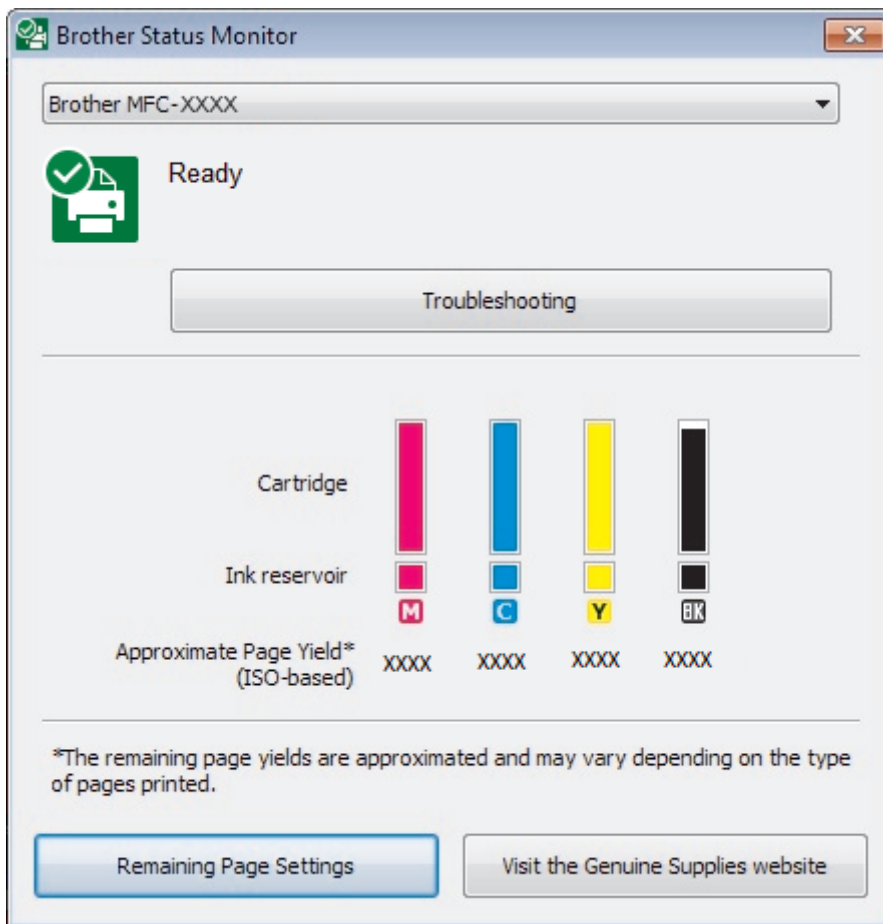 Brother Status Monitor
Brother MFC-XXXX
Ready
Troubleshooting
Cartridge
Ink reservoir
M C Y BK
Approximate Page Yield*
(ISO-based)
XXXX XXXX XXXX XXXX
*The remaining page yields are approximated and may vary depending on the type
of pages printed.
Remaining Page Settings
Visit the Genuine Supplies website